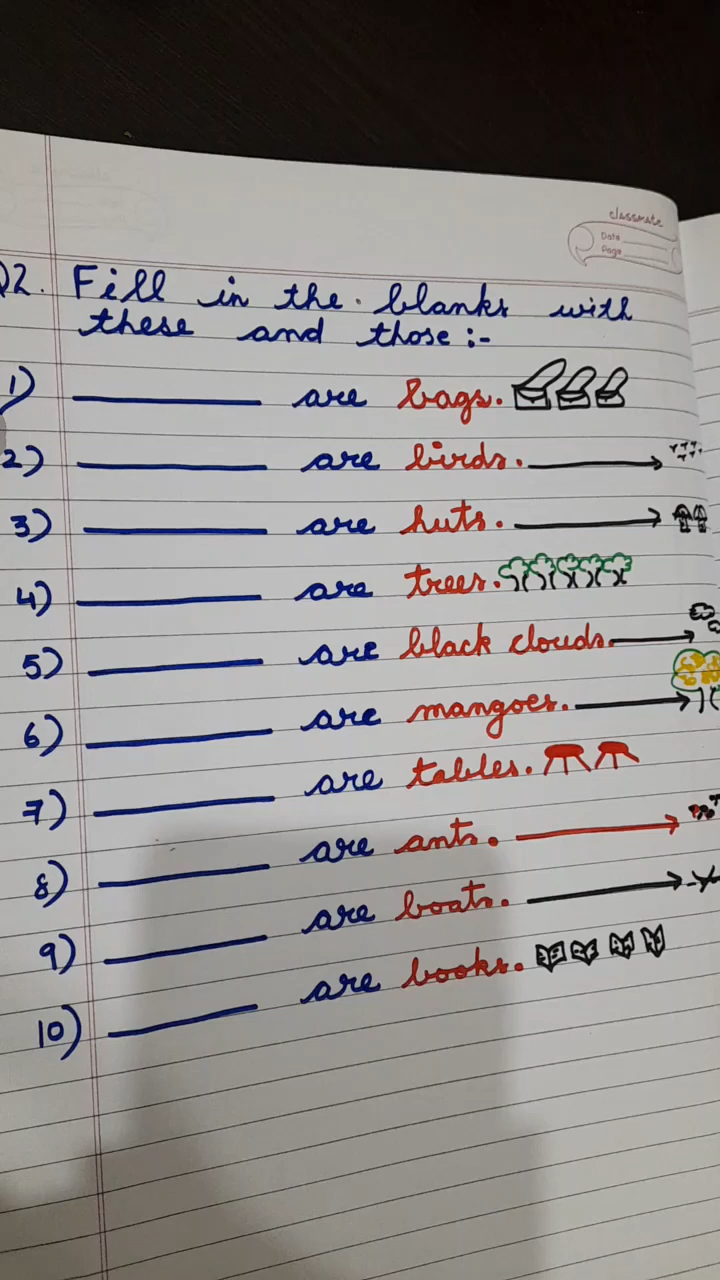 classmate
Date
Page
Q2. Fill in the blanks with
these and those :-
1) ________ are bags.
2) ________ are birds.
3) ________ are huts.
4) ________ are trees.
5) ________ are black clouds.
6) ________ are mangoes.
7) ________ are tables.
8) ________ are ants.
9) ________ are boats.
10) ________ are books.